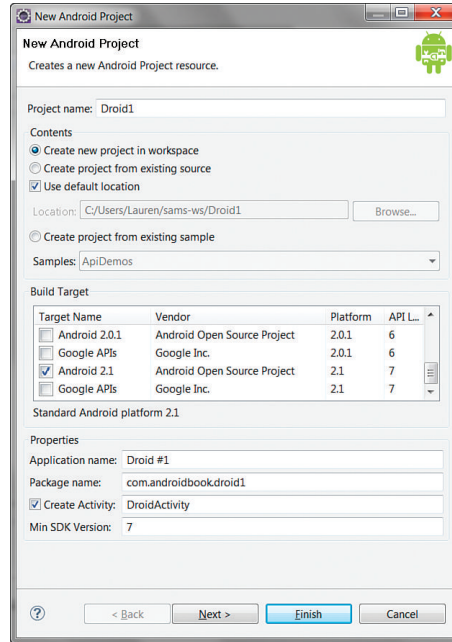 New Android Project
New Android Project
Creates a new Android Project resource.
Project name: Droid1
Contents
Create new project in workspace
Create project from existing source
Use default location
Location: C:/Users/Lauren/sams-ws/Droid1 Browse...
Create project from existing sample
Samples: ApiDemos
Build Target
Target Name Vendor Platform API L...
Android 2.0.1 Android Open Source Project 2.0.1 6
Google APIs Google Inc. 2.0.1 6
Android 2.1 Android Open Source Project 2.1 7
Google APIs Google Inc. 2.1 7
Standard Android platform 2.1
Properties
Application name: Droid #1
Package name: com.androidbook.droid1
Create Activity: DroidActivity
Min SDK Version: 7
? < Back Next > Finish Cancel